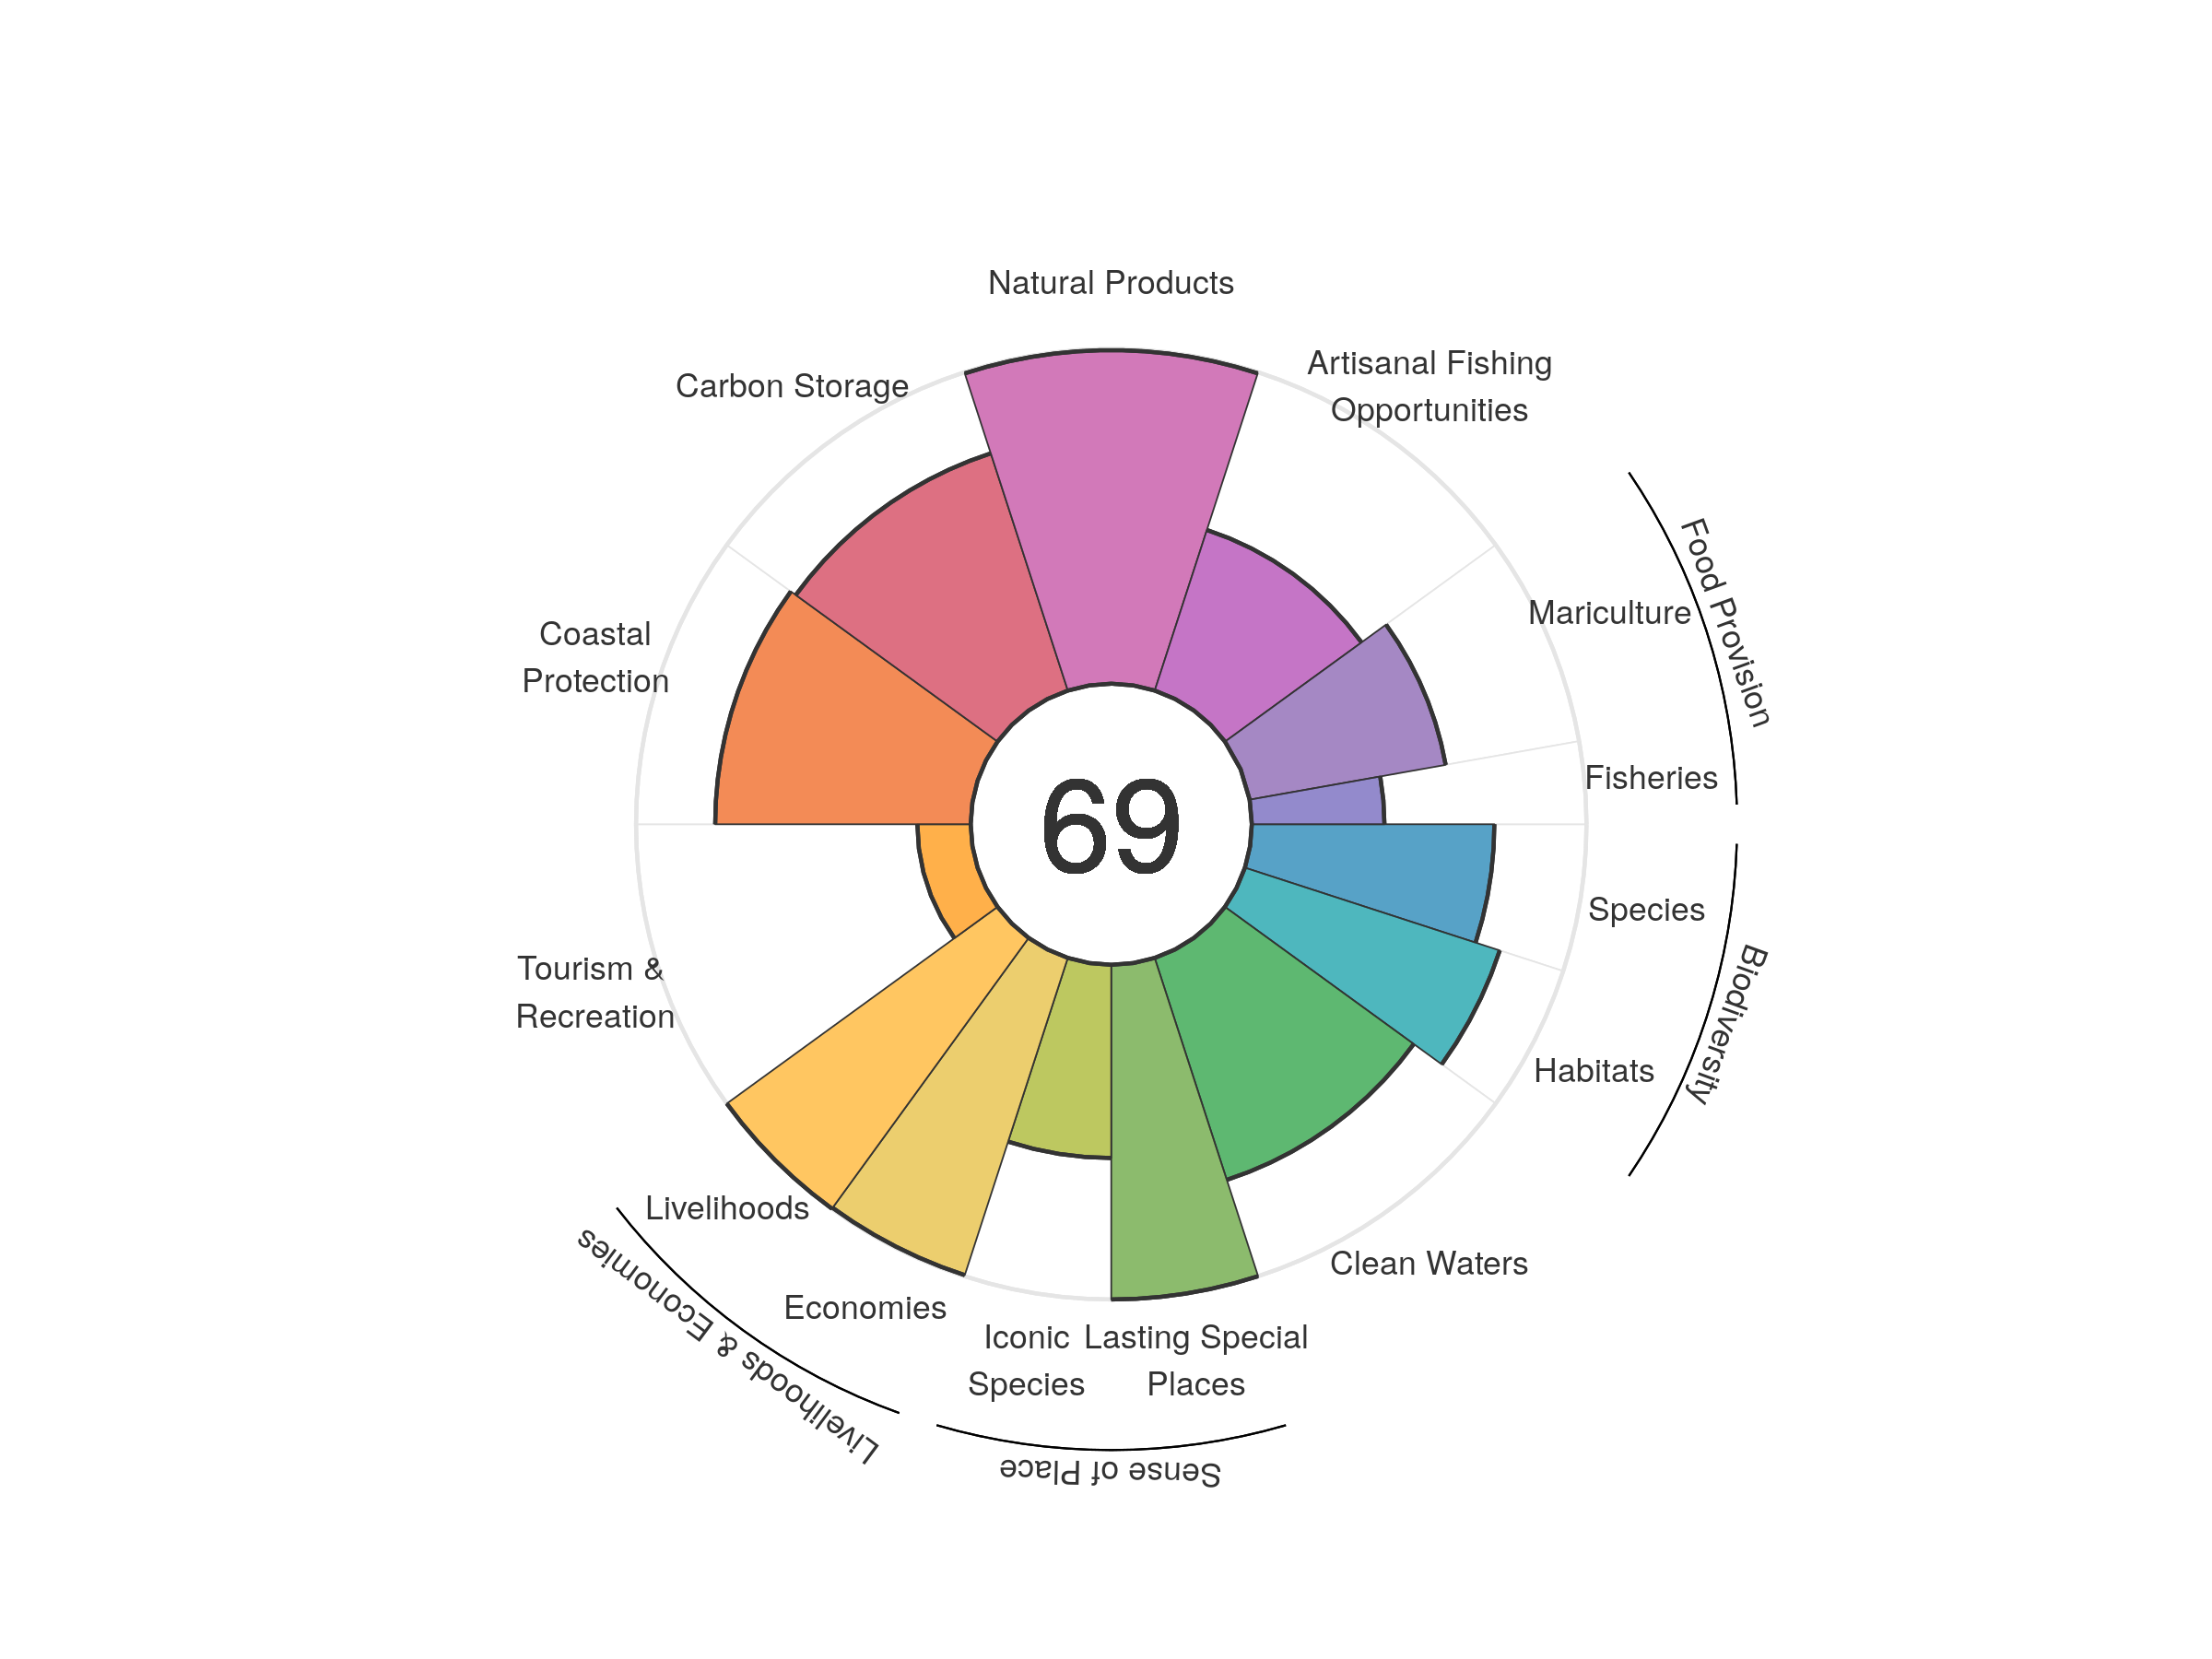 Natural Products
Artisanal Fishing
Opportunities
Carbon Storage
Food Provision
Mariculture
Coastal
Protection
Fisheries
69
Species
Tourism &
Recreation
Biodiversity
Habitats
Livelihoods
Clean Waters
Economies
Livelihoods & Economies
Iconic
Species
Lasting Special
Places
Sense of Place